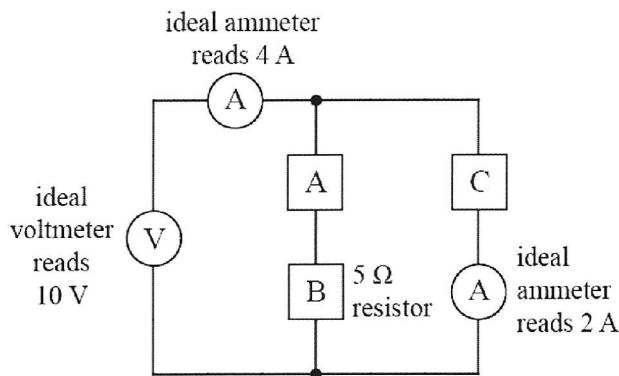 ideal ammeter
reads 4 A
A
A
C
ideal
voltmeter
reads
10 V
V
B
5 Ω
resistor
A
ideal
ammeter
reads 2 A